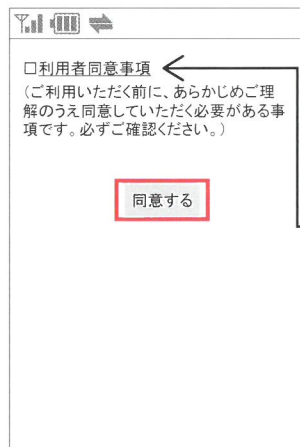 □利用者同意事項
(ご利用いただく前に、あらかじめご理
解のうえ同意していただく必要がある事
項です。必ずご確認ください。)
同意する